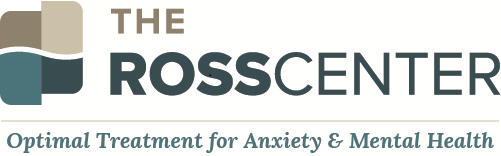 THE
ROSSCENTER
Optimal Treatment for Anxiety & Mental Health